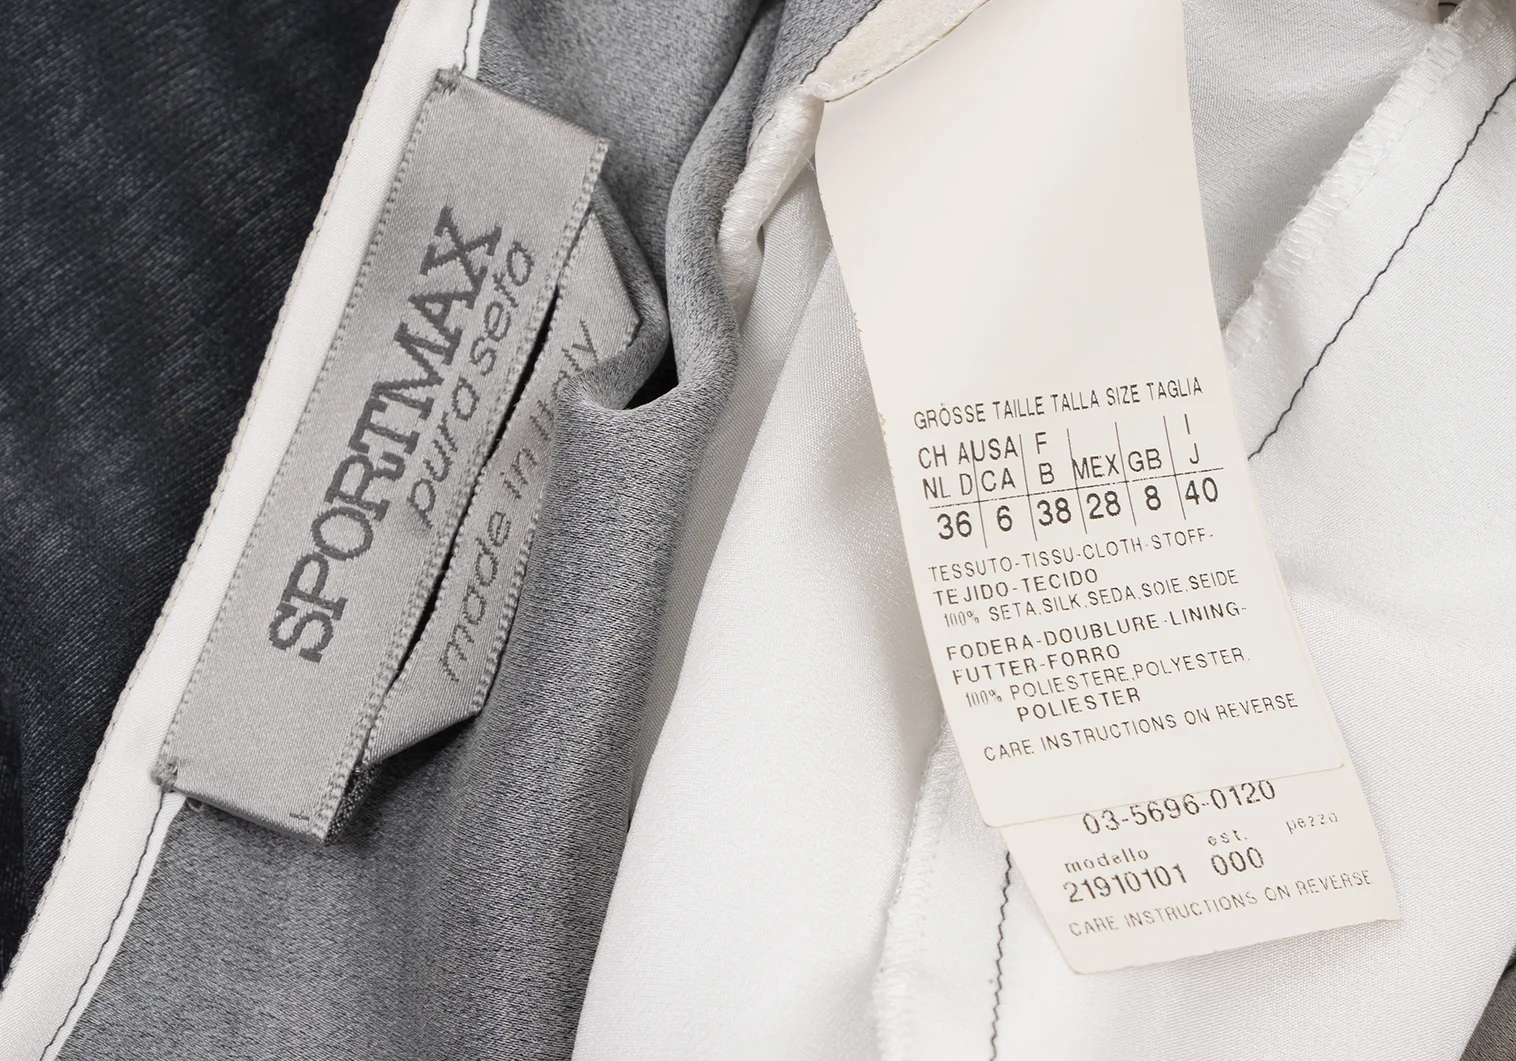 SPORTMAX
pura seta
made in Italy
GRÖSSE TAILLE TALLA SIZE TAGLIA
CH A USA F I
NL D CA B MEX GB J
36 6 38 28 8 40
TESSUTO-TISSU-CLOTH-STOFF-
TEJIDO-TECIDO
100% SETA,SILK,SEDA,SOIE,SEIDE
FODERA-DOUBLURE-LINING-
FUTTER-FORRO
100% POLIESTERE,POLYESTER,
POLIESTER
CARE INSTRUCTIONS ON REVERSE
03-5696-0120
modello est. pezzo
21910101 000
CARE INSTRUCTIONS ON REVERSE